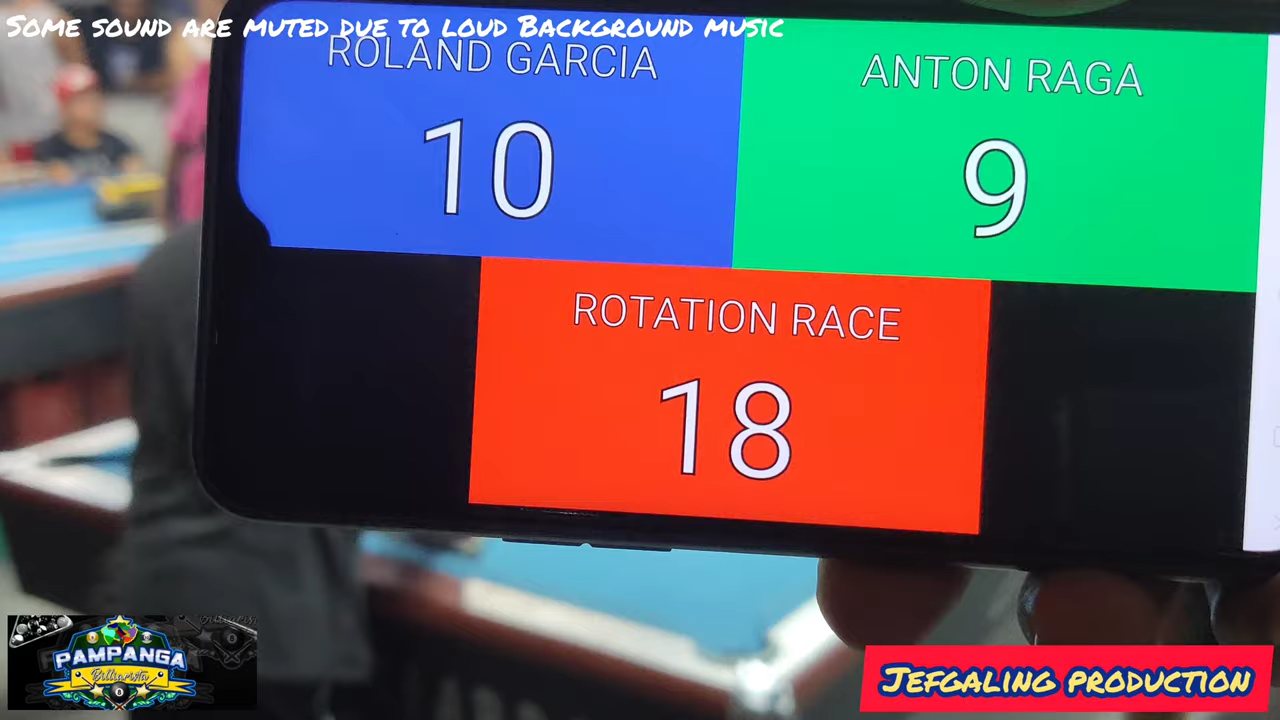 Some sound are muted due to loud Background music
ROLAND GARCIA
10
ANTON RAGA
9
ROTATION RACE
18
PAMPANGA
Billiarista
Jefgaling production